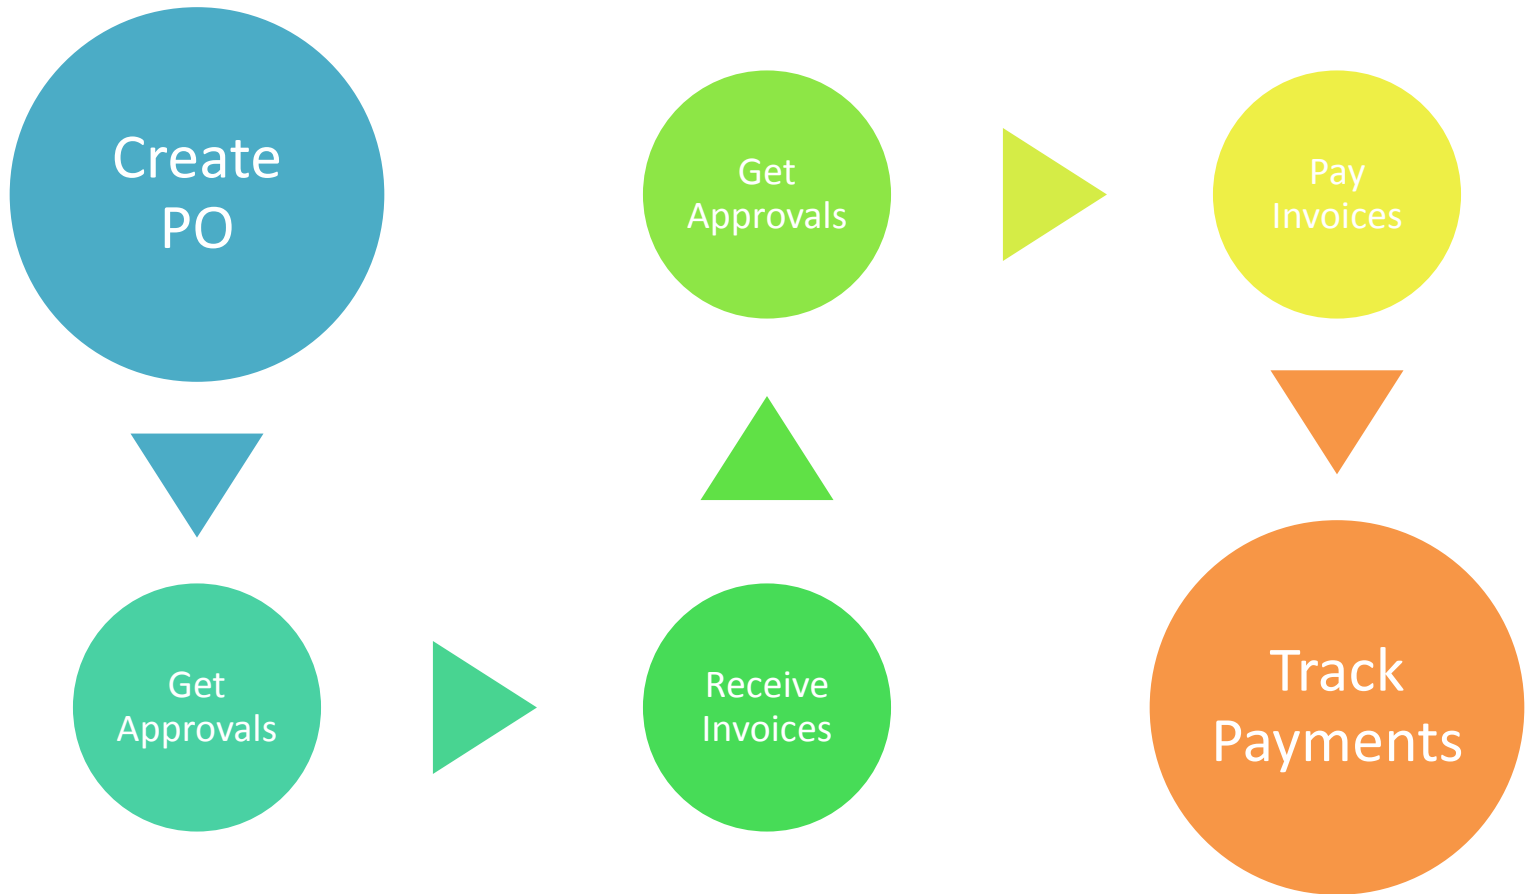 Create
PO
Get
Approvals
Receive
Invoices
Get
Approvals
Pay
Invoices
Track
Payments